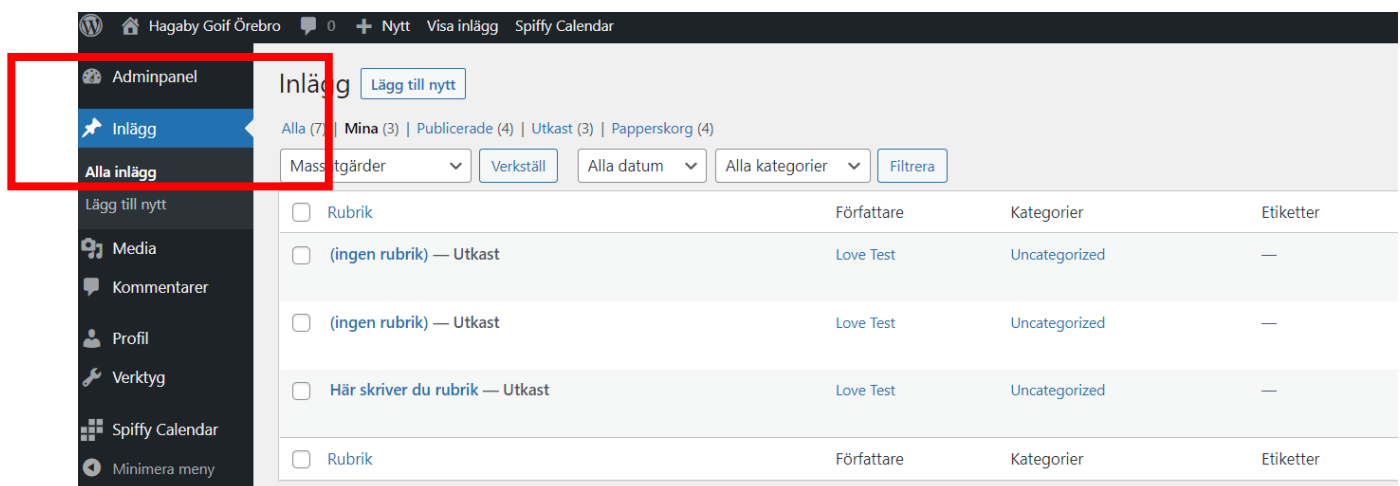 Hagaby Goif Örebro 0 Nytt Visa inlägg Spiffy Calendar
Adminpanel
Inlägg
Alla inlägg
Lägg till nytt
Media
Kommentarer
Profil
Verktyg
Spiffy Calendar
Minimera meny
Inlägg Lägg till nytt
Alla (7) | Mina (3) | Publicerade (4) | Utkast (3) | Papperskorg (4)
Massåtgärder Verkställ Alla datum Alla kategorier Filtrera
Rubrik Författare Kategorier Etiketter
(ingen rubrik) — Utkast Love Test Uncategorized —
(ingen rubrik) — Utkast Love Test Uncategorized —
Här skriver du rubrik — Utkast Love Test Uncategorized —
Rubrik Författare Kategorier Etiketter